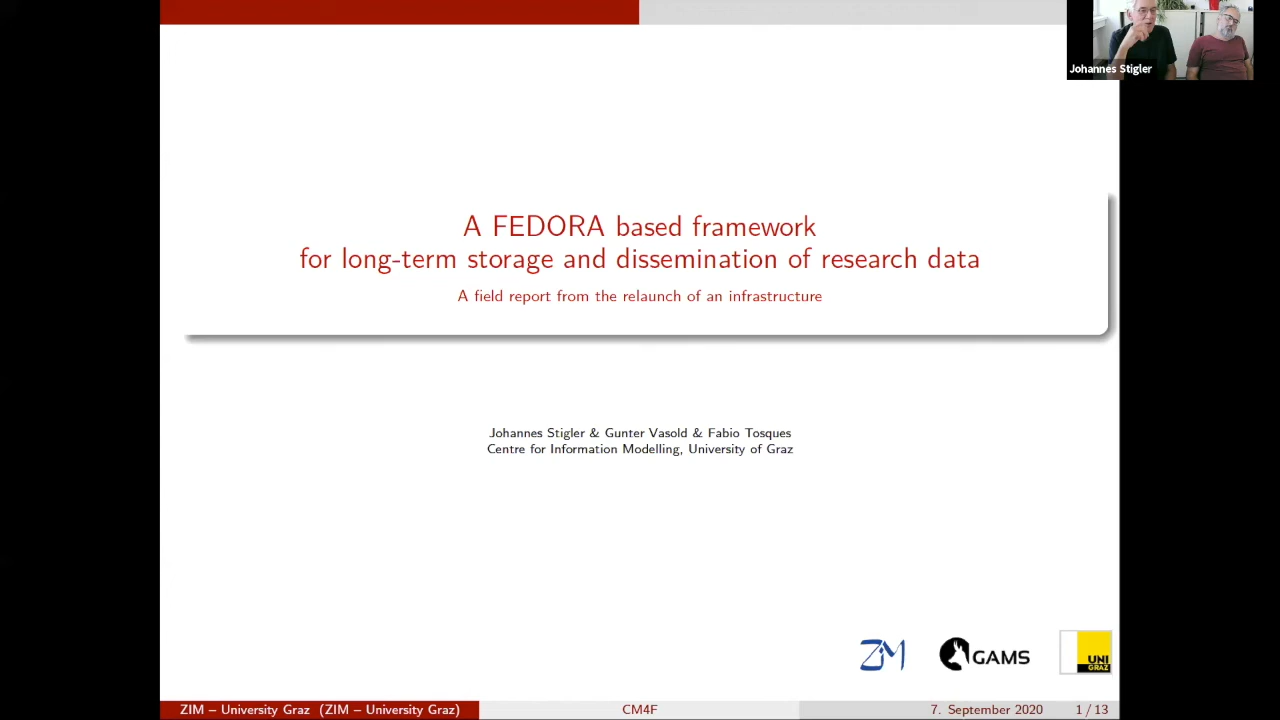 Johannes Stigler
A FEDORA based framework
for long-term storage and dissemination of research data
A field report from the relaunch of an infrastructure
Johannes Stigler & Gunter Vasold & Fabio Tosques
Centre for Information Modelling, University of Graz
ZIM
GAMS
UNI
GRAZ
ZIM – University Graz (ZIM – University Graz)
CM4F
7. September 2020
1 / 13